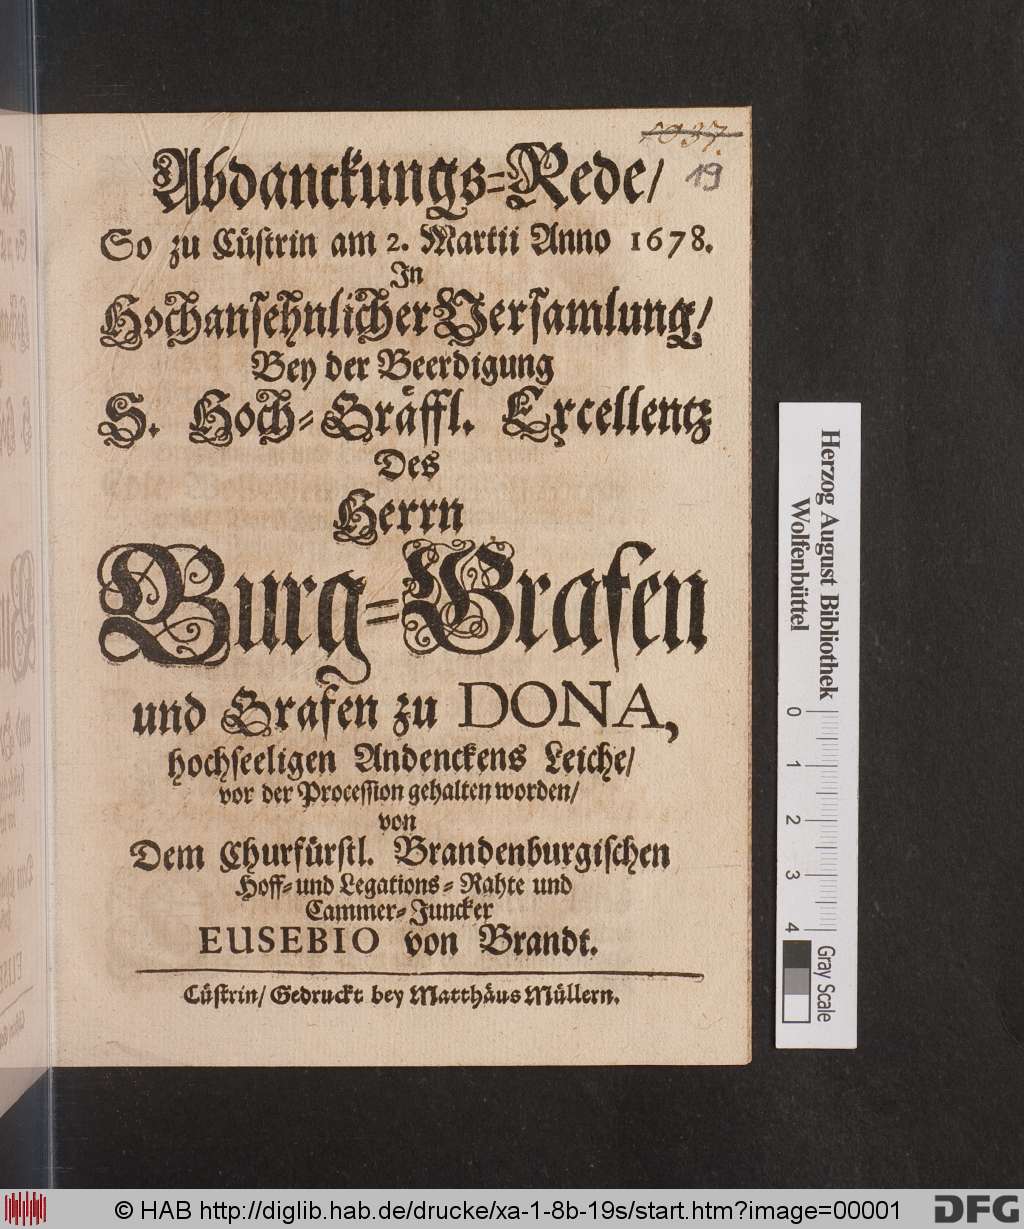 1037.
19
Abdanckungs=Rede/
So zu Cüstrin am 2. Martii Anno 1678.
In
Hochansehnlicher Versamlung/
Bey der Beerdigung
S. Hoch=Gräffl. Excellentz
Des
Herrn
Burg=Grafen
und Grafen zu DONA,
hochseeligen Andenckens Leiche/
vor der Procession gehalten worden/
von
Dem Churfürstl. Brandenburgischen
Hoff= und Legations=Rahte und
Cammer=Juncker
EUSEBIO von Brandt.
Cüstrin/ Gedruckt bey Matthäus Müllern.
Herzog August Bibliothek
Wolfenbüttel
0 1 2 3 4
Gray Scale
© HAB http://diglib.hab.de/drucke/xa-1-8b-19s/start.htm?image=00001
DFG